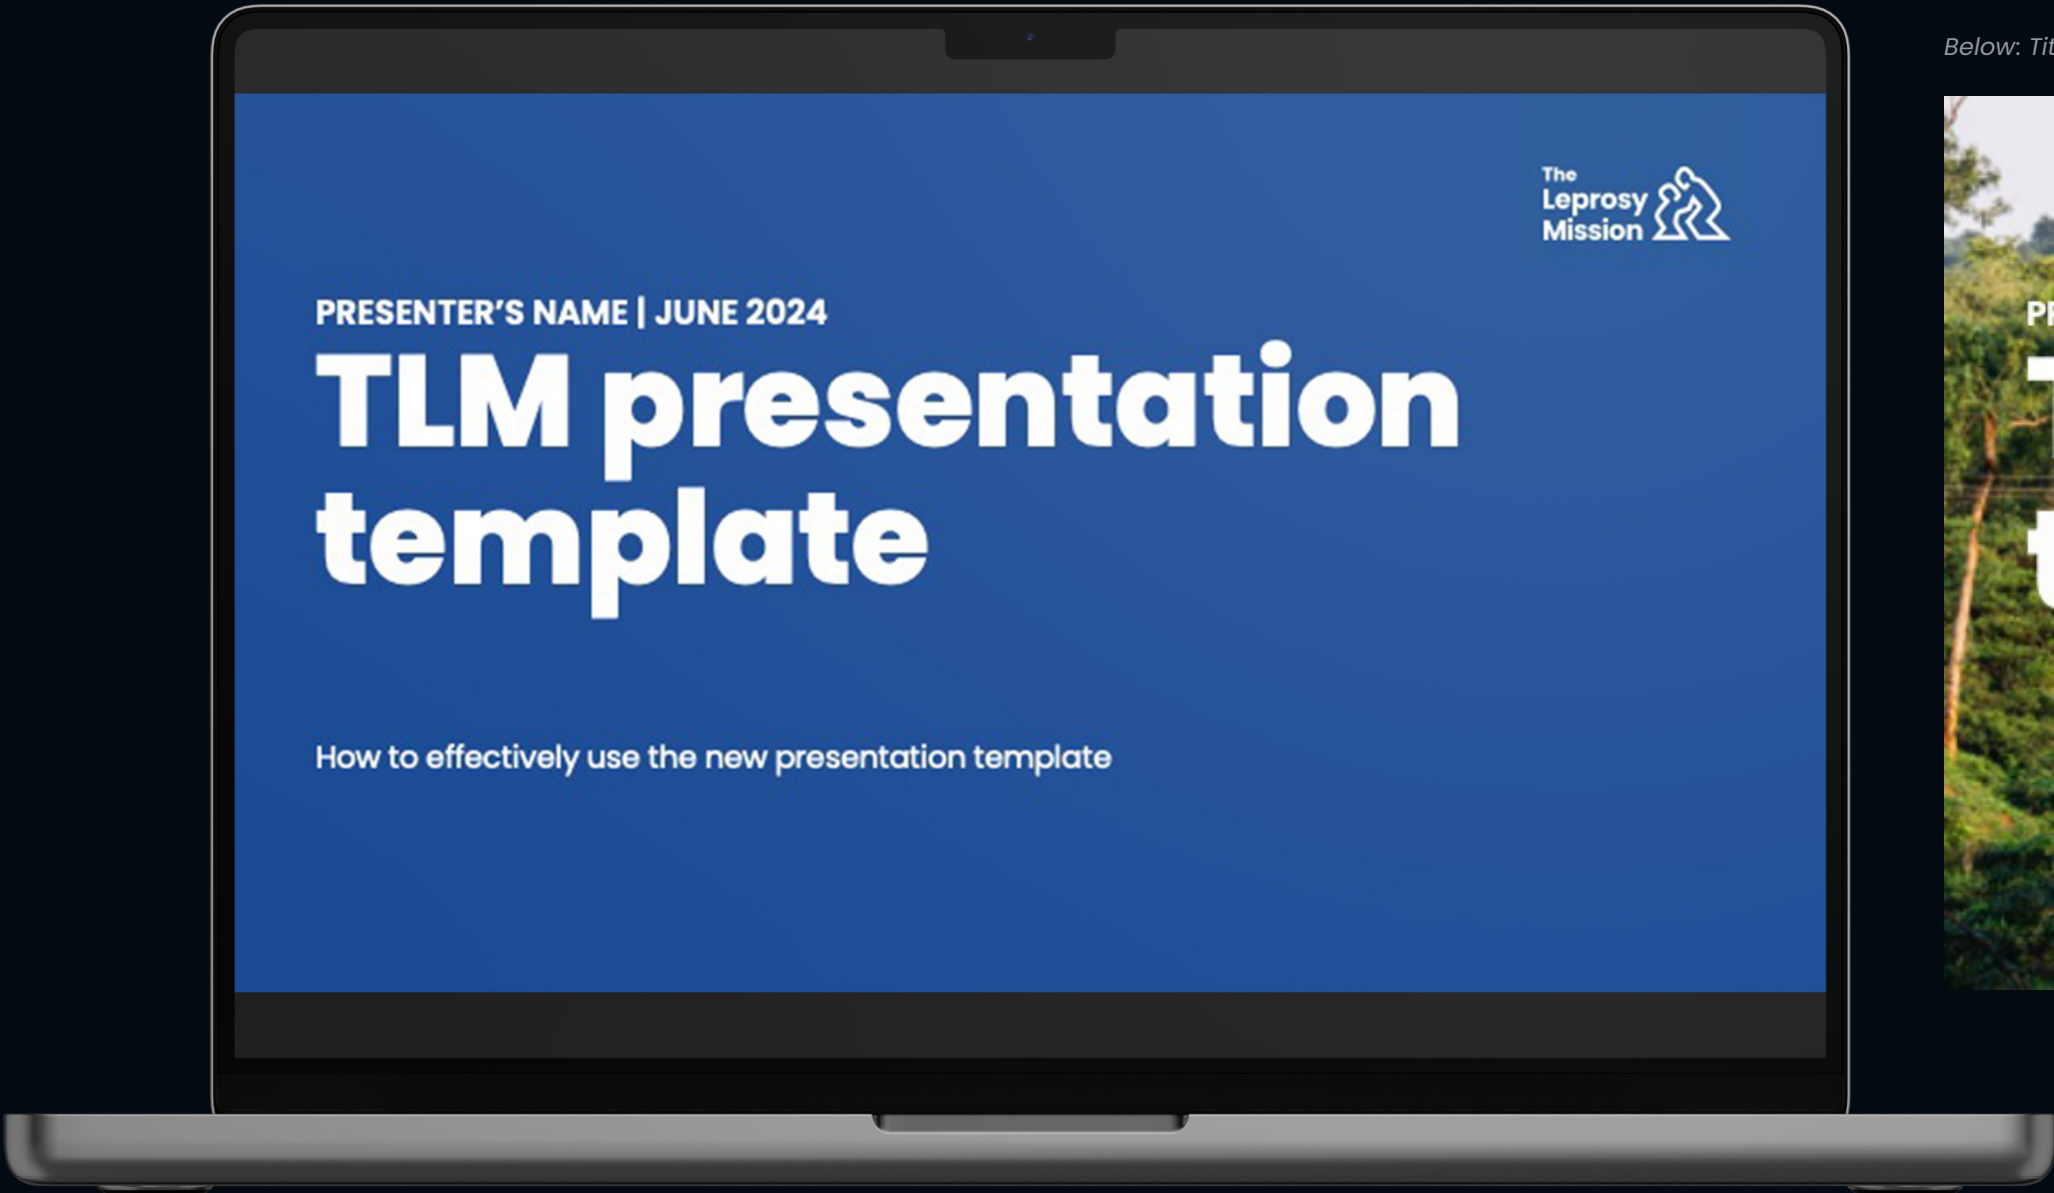 Below:
The
Leprosy
Mission
PRESENTER’S NAME | JUNE 2024
TLM presentation
template
How to effectively use the new presentation template